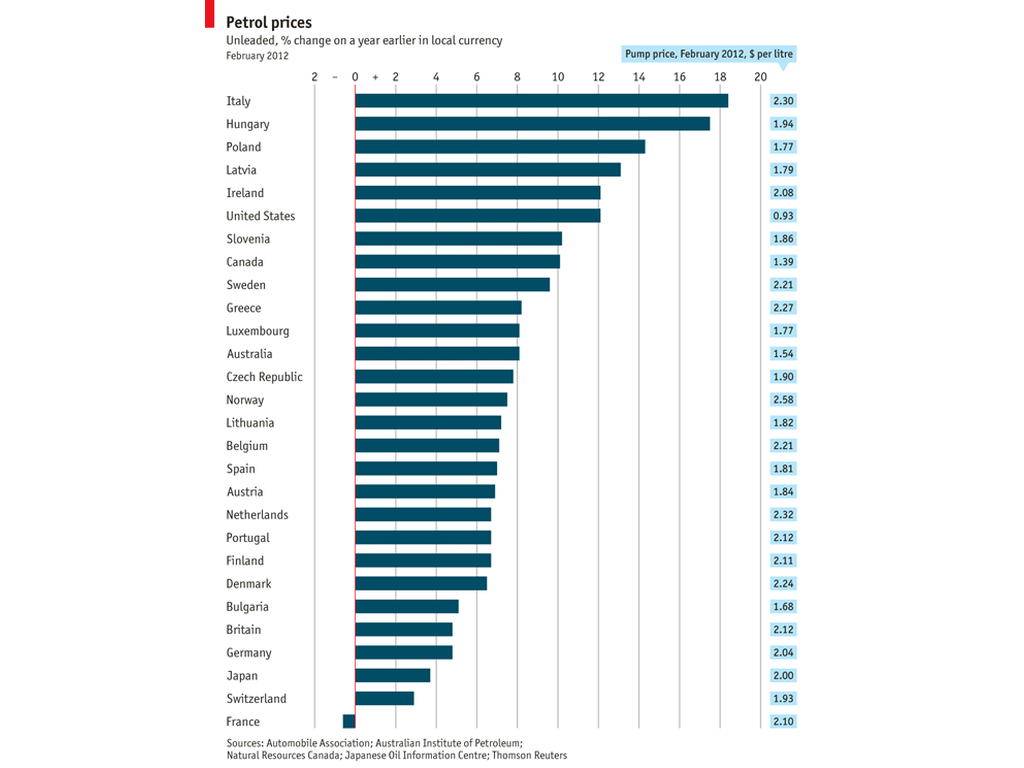 Petrol prices
Unleaded, % change on a year earlier in local currency
February 2012
Pump price, February 2012, $ per litre
2 – 0 + 2 4 6 8 10 12 14 16 18 20
Italy 2.30
Hungary 1.94
Poland 1.77
Latvia 1.79
Ireland 2.08
United States 0.93
Slovenia 1.86
Canada 1.39
Sweden 2.21
Greece 2.27
Luxembourg 1.77
Australia 1.54
Czech Republic 1.90
Norway 2.58
Lithuania 1.82
Belgium 2.21
Spain 1.81
Austria 1.84
Netherlands 2.32
Portugal 2.12
Finland 2.11
Denmark 2.24
Bulgaria 1.68
Britain 2.12
Germany 2.04
Japan 2.00
Switzerland 1.93
France 2.10
Sources: Automobile Association; Australian Institute of Petroleum;
Natural Resources Canada; Japanese Oil Information Centre; Thomson Reuters